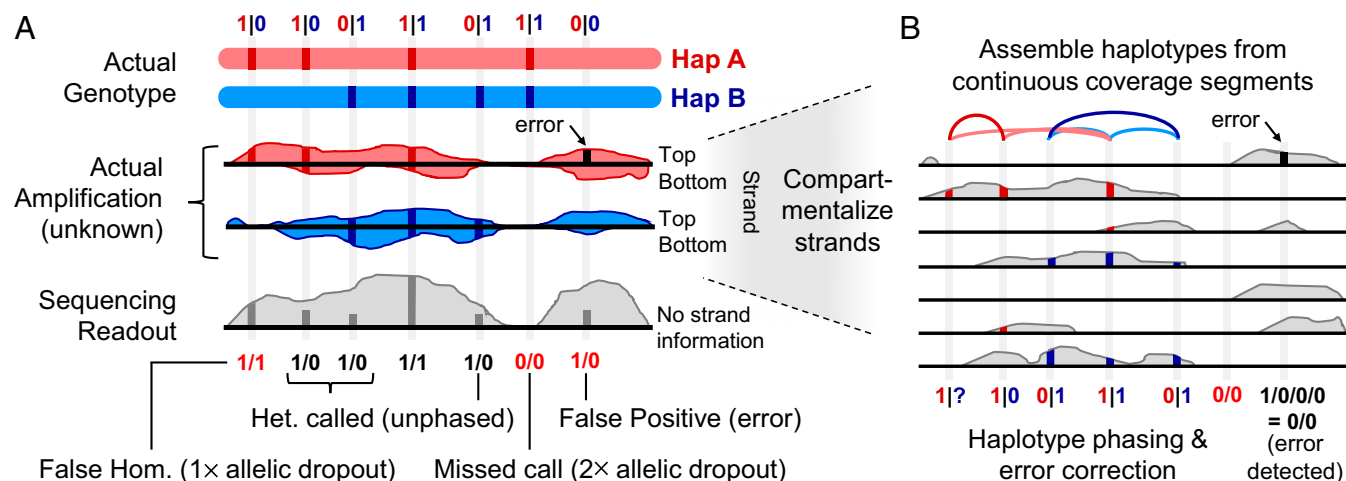 A
1|0 1|0 0|1 1|1 0|1 1|1 0|0
Actual
Genotype
Hap A
Hap B
error
Actual
Amplification
(unknown)
Top
Bottom
Top
Bottom
Strand
Sequencing
Readout
No strand
information
1/1 1/0 1/0 1/1 1/0 0/0 1/0
Het. called (unphased)
False Positive (error)
False Hom. (1× allelic dropout)
Missed call (2× allelic dropout)
Compart-
mentalize
strands
B
Assemble haplotypes from
continuous coverage segments
error
1|? 1|0 0|1 1|1 0|1 0/0 1/0/0/0
= 0/0
(error
detected)
Haplotype phasing &
error correction